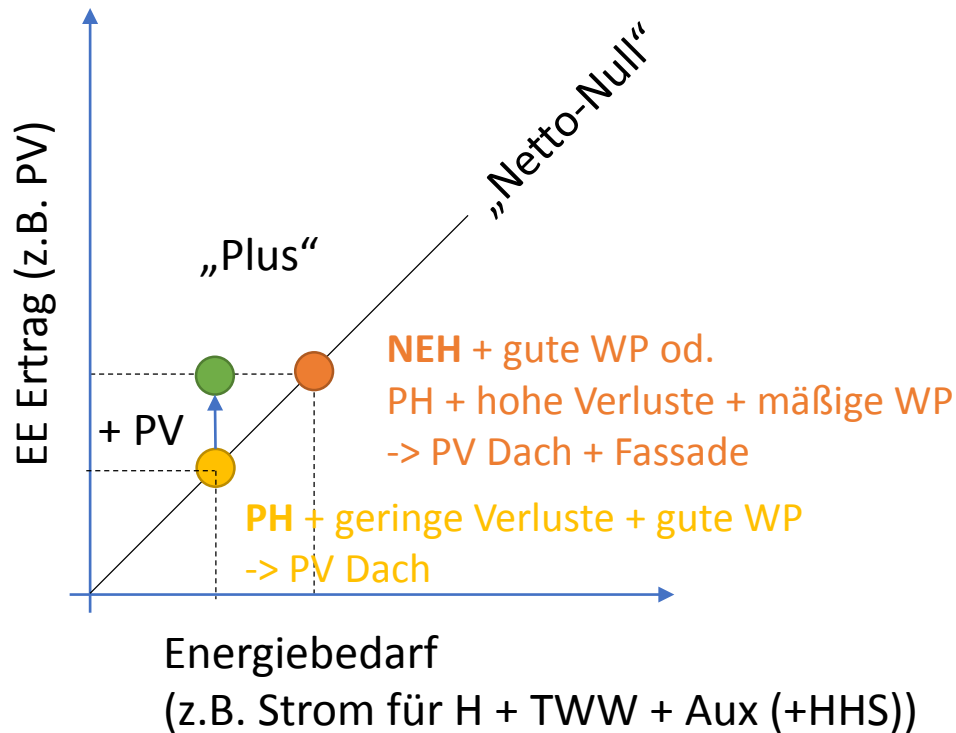 EE Ertrag (z.B. PV)
„Netto-Null“
„Plus“
+ PV
NEH + gute WP od.
PH + hohe Verluste + mäßige WP
-> PV Dach + Fassade
PH + geringe Verluste + gute WP
-> PV Dach
Energiebedarf
(z.B. Strom für H + TWW + Aux (+HHS))